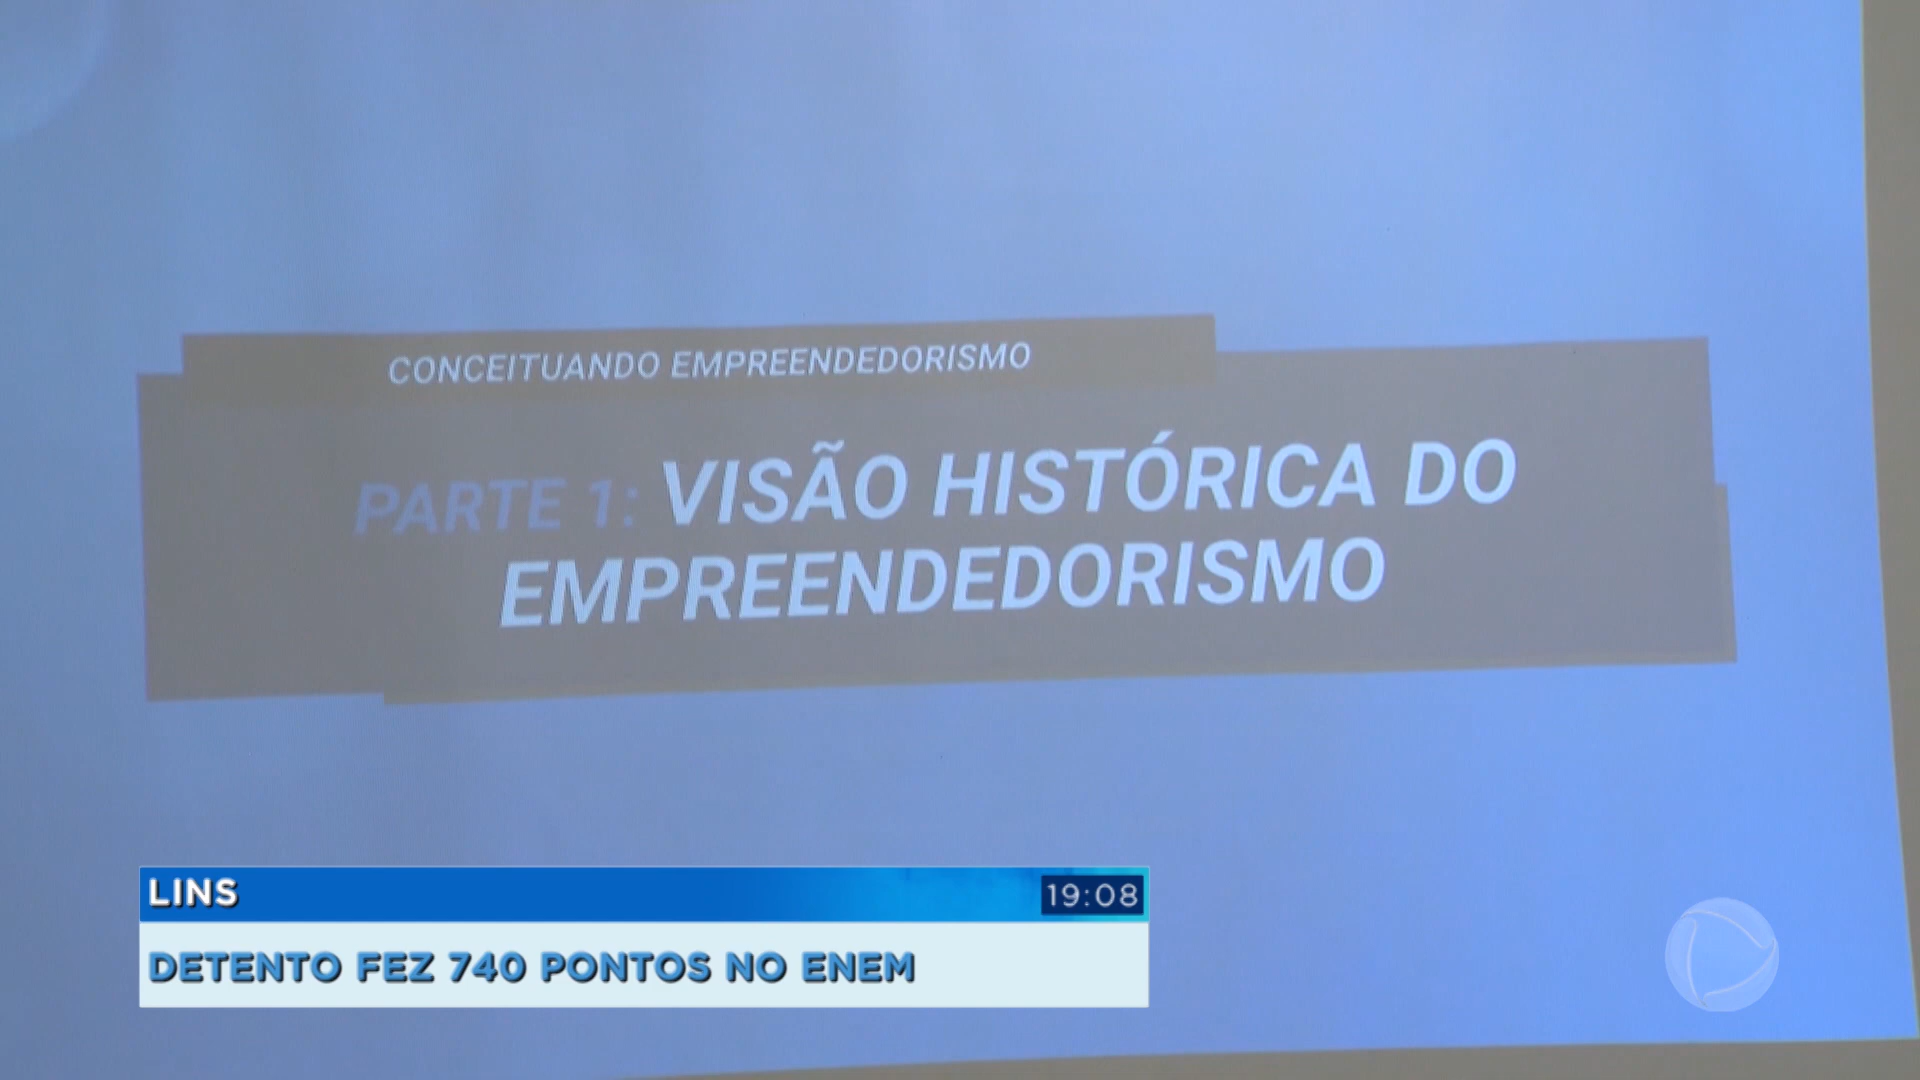 CONCEITUANDO EMPREENDEDORISMO
PARTE 1: VISÃO HISTÓRICA DO
EMPREENDEDORISMO
LINS
19:08
DETENTO FEZ 740 PONTOS NO ENEM